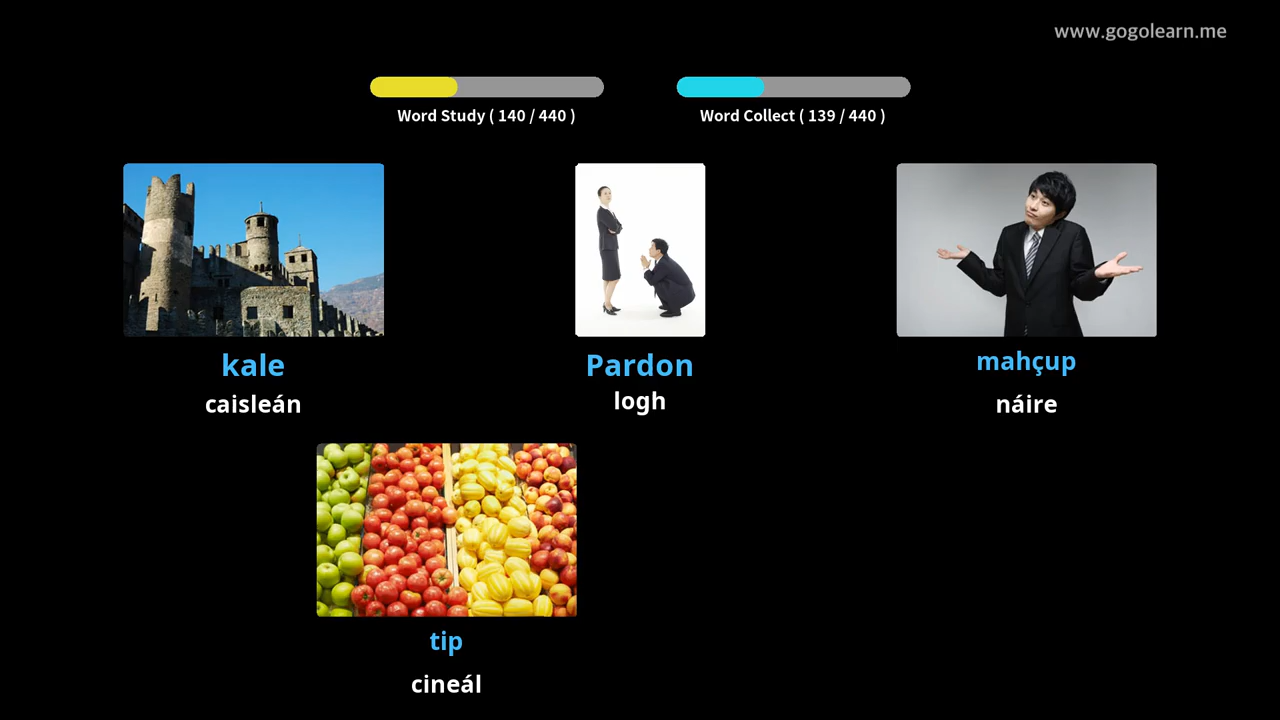 www.gogolearn.me
Word Study ( 140 / 440 )
Word Collect ( 139 / 440 )
kale
caisleán
Pardon
logh
mahçup
náire
tip
cineál